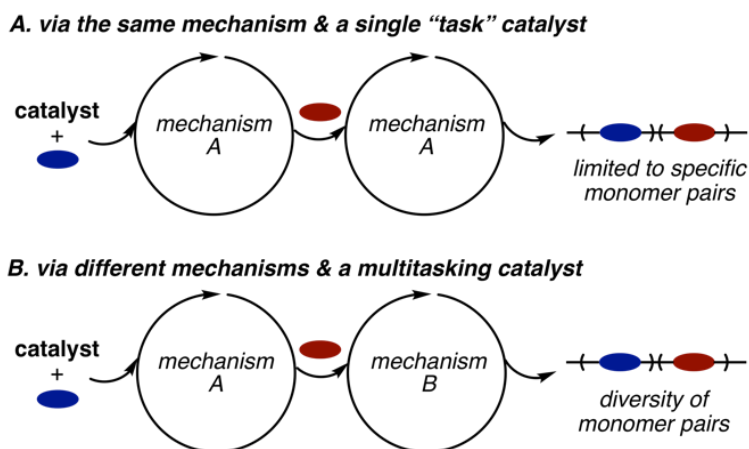 A. via the same mechanism & a single “task” catalyst
catalyst
+
mechanism
A
mechanism
A
limited to specific
monomer pairs
B. via different mechanisms & a multitasking catalyst
catalyst
+
mechanism
A
mechanism
B
diversity of
monomer pairs